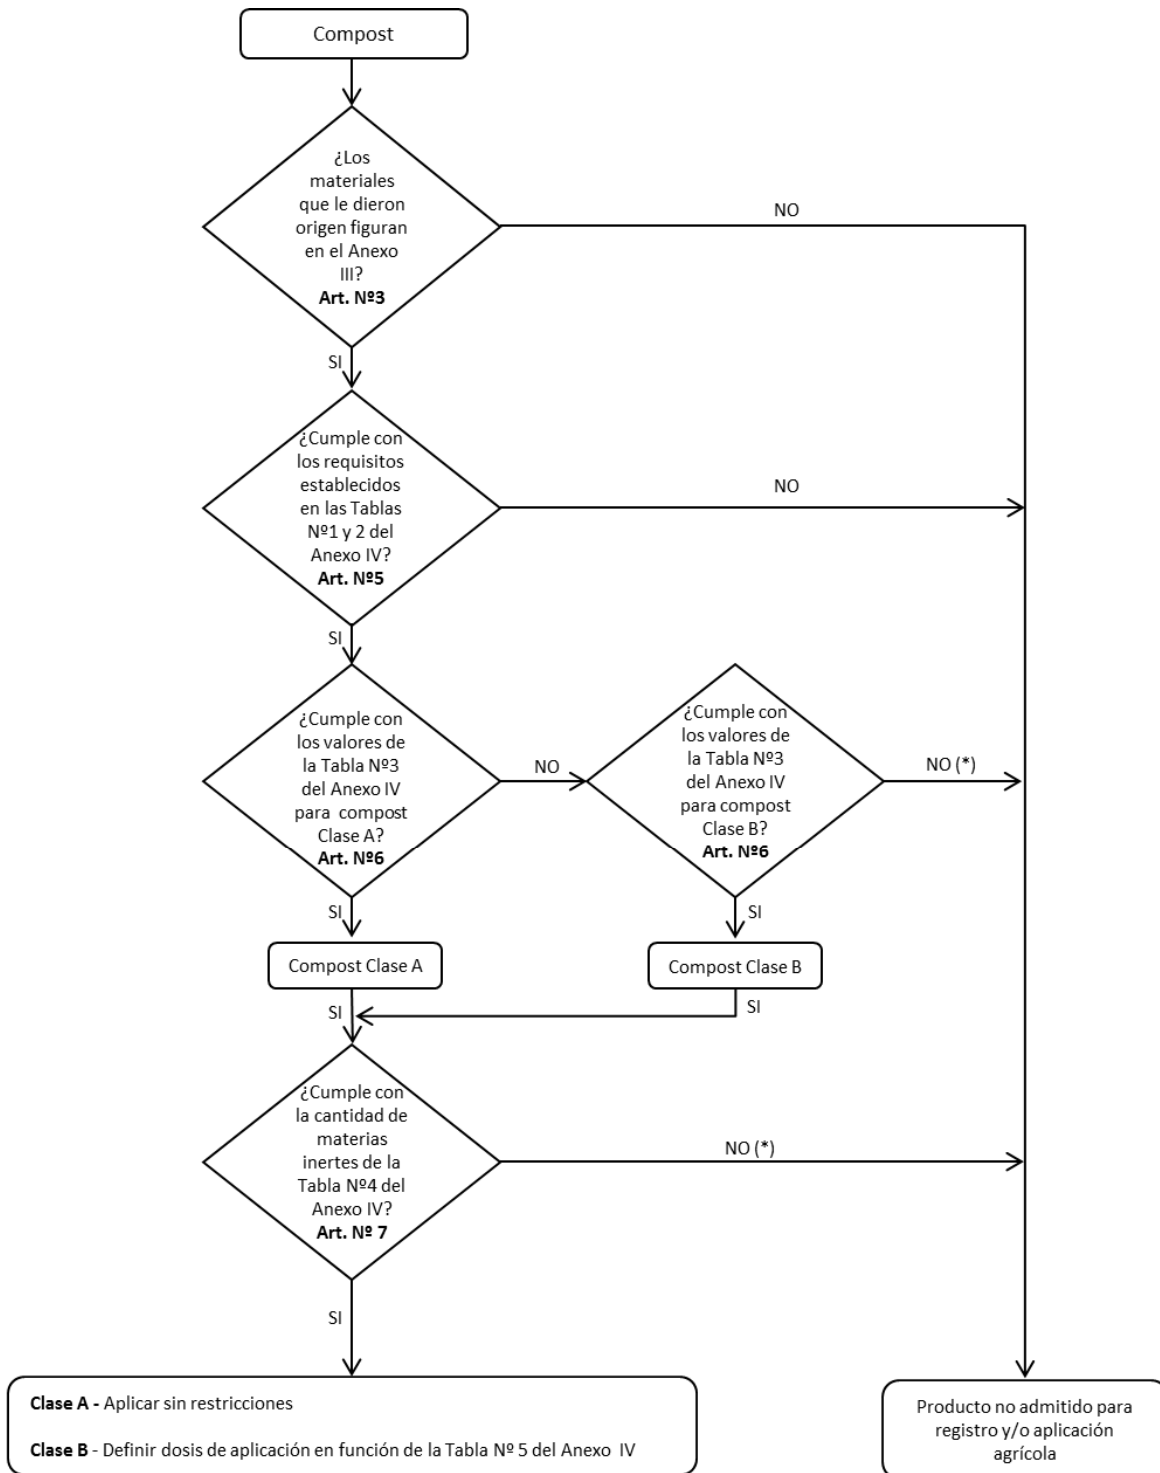 Compost
¿Los
materiales
que le dieron
origen figuran
en el Anexo
III?
Art. Nº3
NO
SI
¿Cumple con
los requisitos
establecidos
en las Tablas
Nº1 y 2 del
Anexo IV?
Art. Nº5
NO
SI
¿Cumple con
los valores de
la Tabla Nº3
del Anexo IV
para compost
Clase A?
Art. Nº6
NO
¿Cumple con
los valores de
la Tabla Nº3
del Anexo IV
para compost
Clase B?
Art. Nº6
NO (*)
SI
SI
Compost Clase A
Compost Clase B
SI
SI
¿Cumple con
la cantidad de
materias
inertes de la
Tabla Nº4 del
Anexo IV?
Art. Nº 7
NO (*)
SI
Clase A - Aplicar sin restricciones
Clase B - Definir dosis de aplicación en función de la Tabla Nº 5 del Anexo IV
Producto no admitido para
registro y/o aplicación
agrícola